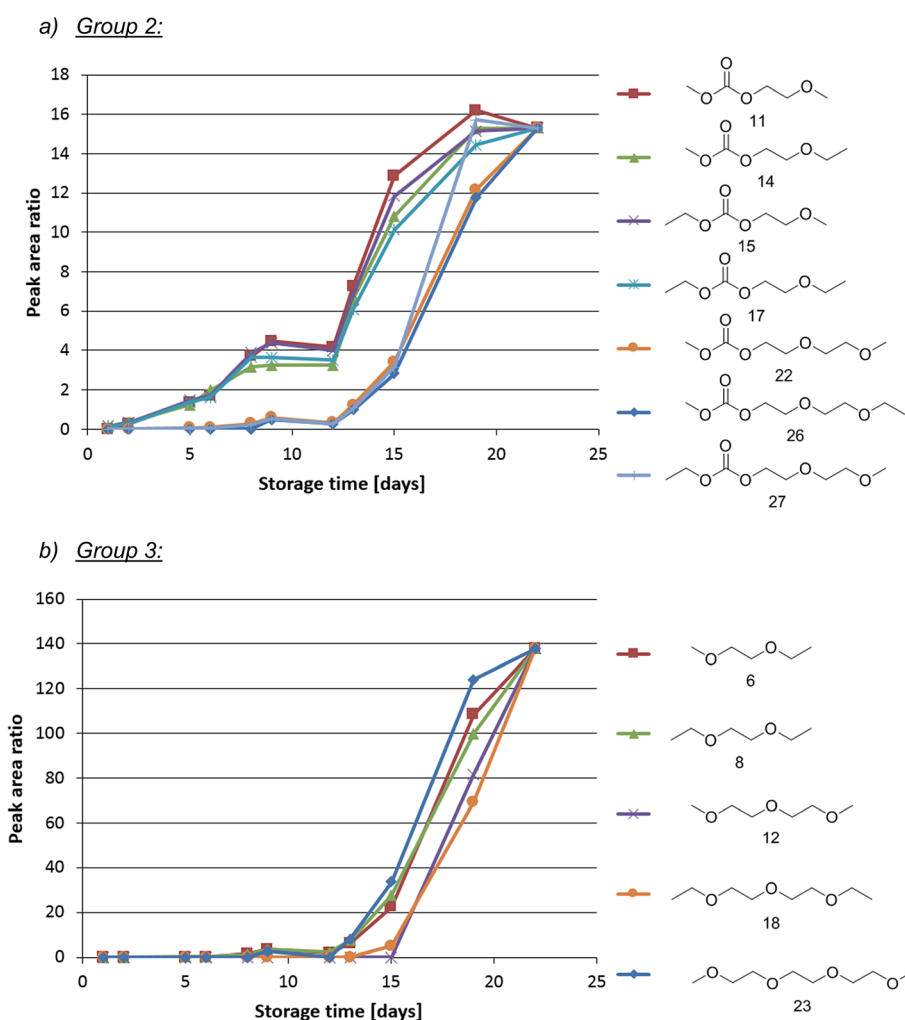 a) Group 2:
18
16
14
12
10
8
6
4
2
0
Peak area ratio
0 5 10 15 20 25
Storage time [days]
O
O O O
11
O
O O O
14
O
O O O
15
O
O O O
17
O
O O O O
22
O
O O O O
26
O
O O O O
27
b) Group 3:
160
140
120
100
80
60
40
20
0
Peak area ratio
0 5 10 15 20 25
Storage time [days]
O O
6
O O
8
O O O
12
O O O
18
O O O O
23